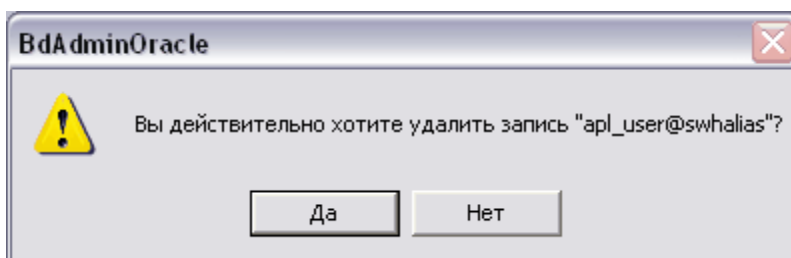 BdAdminOracle
Вы действительно хотите удалить запись "apl_user@swhalias"?
Да
Нет